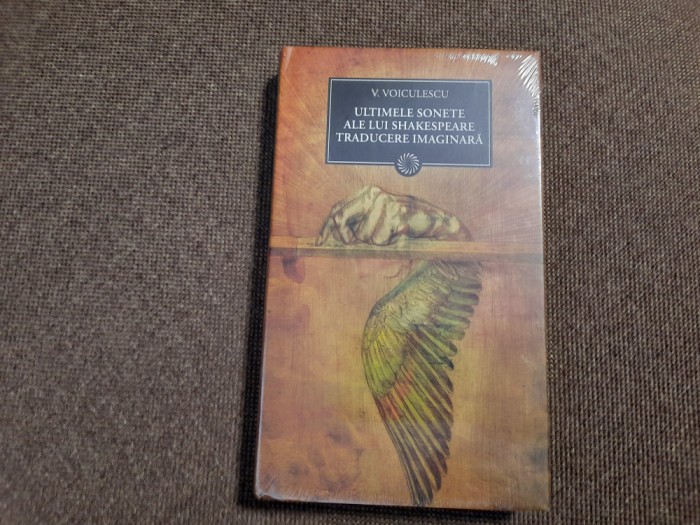 V. VOICULESCU
ULTIMELE SONETE
ALE LUI SHAKESPEARE
TRADUCERE IMAGINARĂ